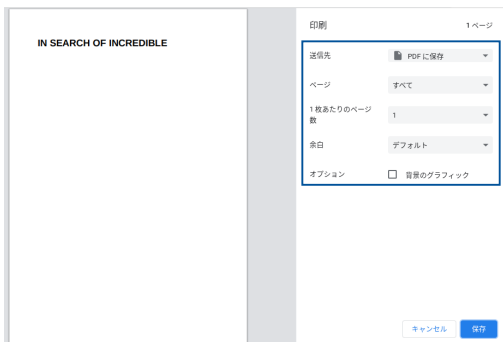 IN SEARCH OF INCREDIBLE
印刷
1 ページ
送信先
PDF に保存
ページ
すべて
1 枚あたりのページ
数
1
余白
デフォルト
オプション
背景のグラフィック
キャンセル
保存